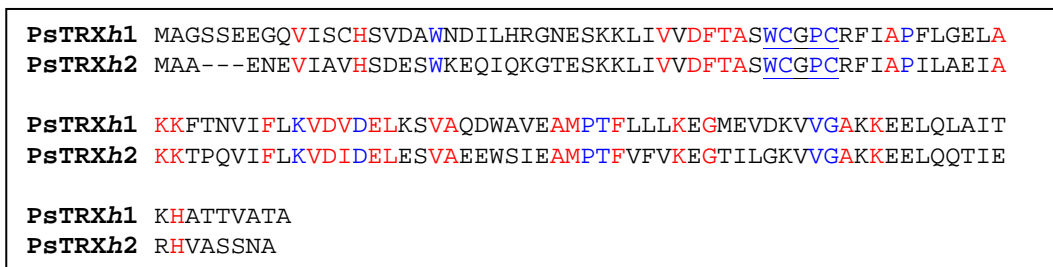 PsTRXh1 MAGSSEEGQVISCHSVDAWNDILHRGNESKKLIVVDFTASWCGPCRFIAPFLGELA
PsTRXh2 MAA---ENEVIAVHSDESWKEQIQKGTESKKLIVVDFTASWCGPCRFIAPILAEIA
PsTRXh1 KKFTNVIFLKVDVDELKSVAQDWAVEAMPTFLLLKEGMEVDKVVGAKKEELQLAIT
PsTRXh2 KKTPQVIFLKVDIDELESVAEEWSIEAMPTFVFVKEGTILGKVVGAKKEELQQTIE
PsTRXh1 KHATTVATA
PsTRXh2 RHVASSNA